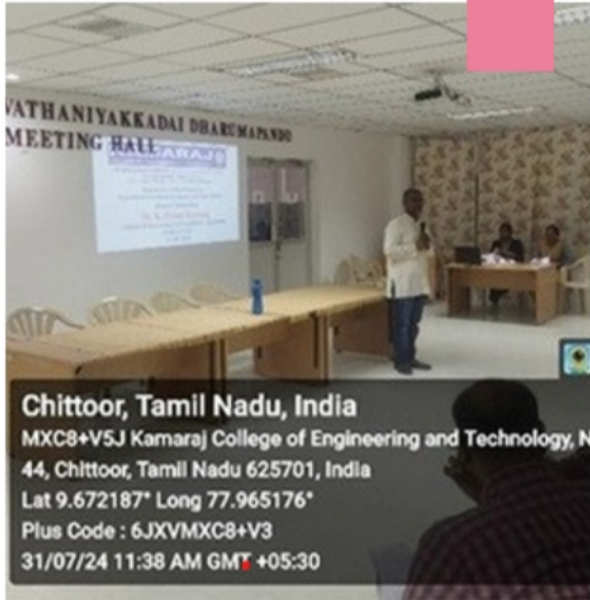 VATHANIYAKKADAI DHARUMAPANDO
MEETING HALL
Chittoor, Tamil Nadu, India
MXC8+V5J Kamaraj College of Engineering and Technology, N
44, Chittoor, Tamil Nadu 625701, India
Lat 9.672187° Long 77.965176°
Plus Code : 6JXVMXC8+V3
31/07/24 11:38 AM GMT +05:30